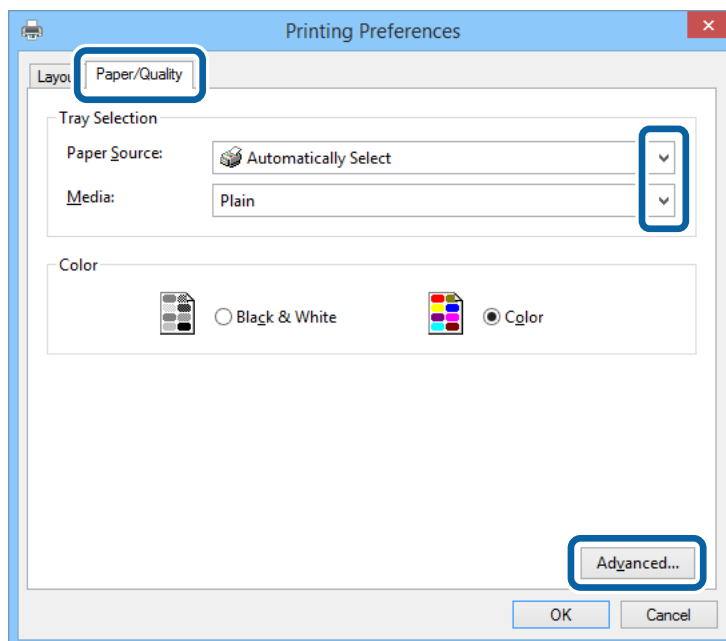 Printing Preferences
Paper/Quality
Tray Selection
Paper Source: Automatically Select
Media: Plain
Color
Black & White Color
Advanced...
OK Cancel